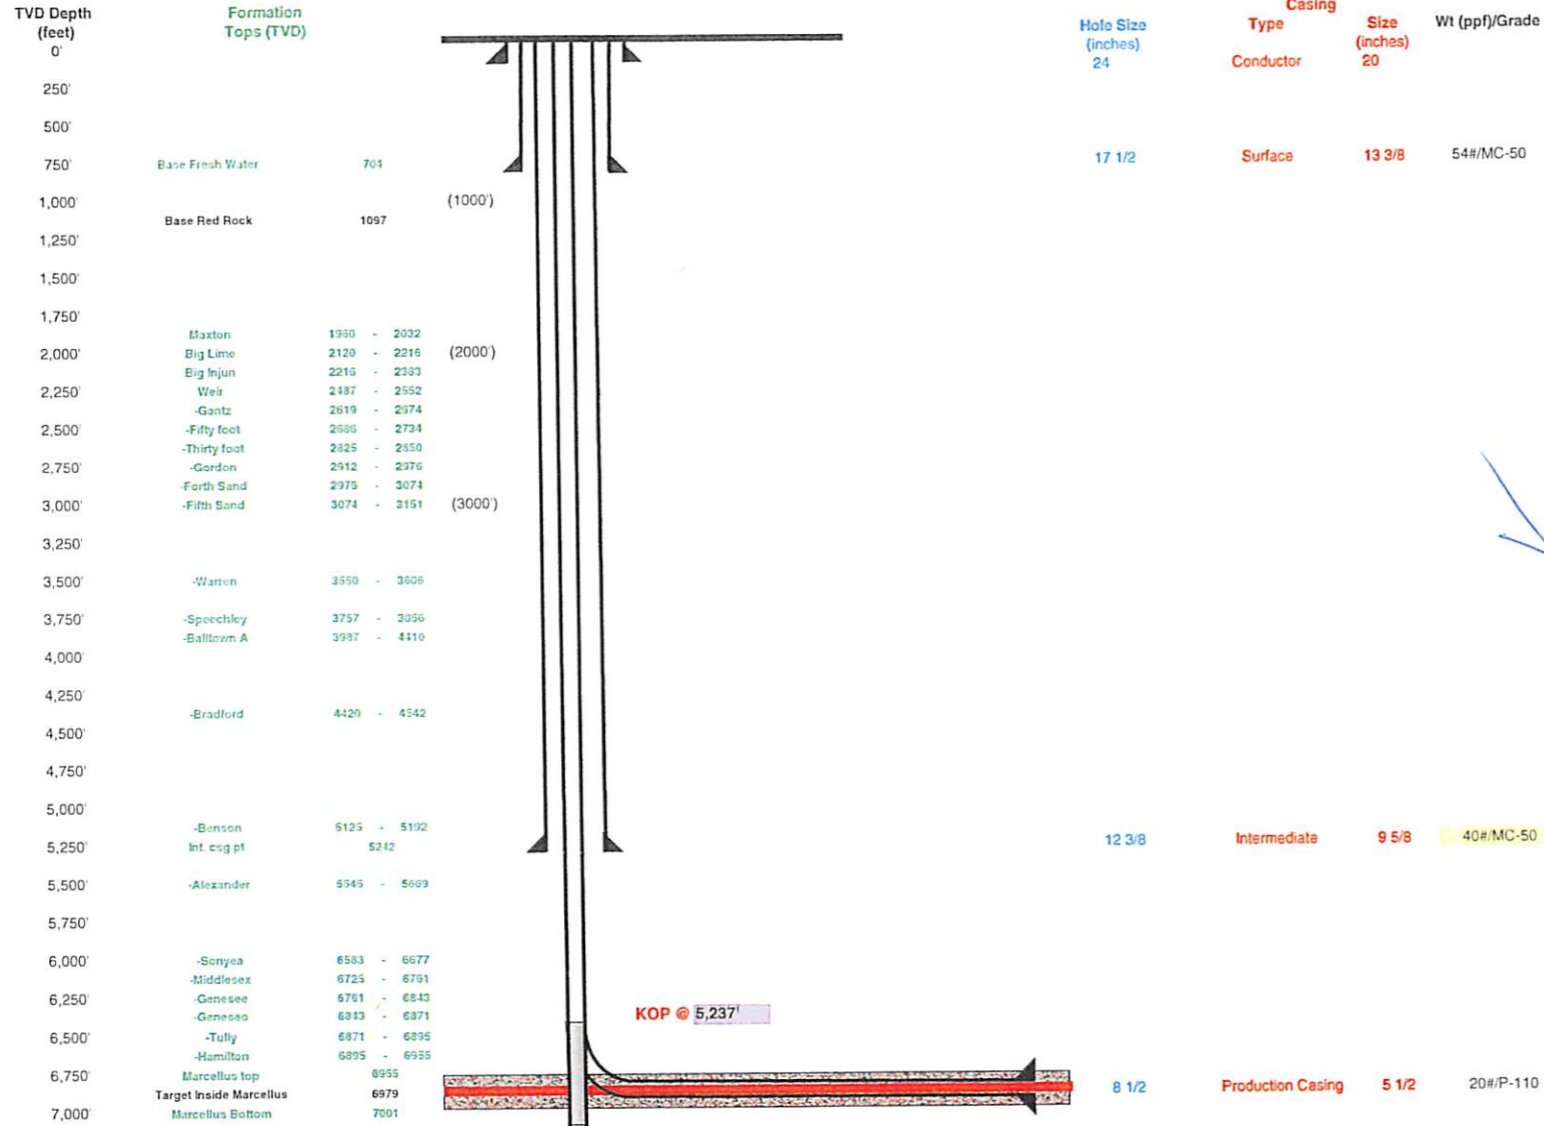 TVD Depth (feet) Formation Tops (TVD) Hole Size (inches) Casing Type Size (inches) Wt (ppf)/Grade
0' 24 Conductor 20
250'
500'
750' Base Fresh Water 704 17 1/2 Surface 13 3/8 54#/MC-50
1,000' (1000')
Base Red Rock 1097
1,250'
1,500'
1,750'
Maxton 1960 - 2032
2,000' Big Lime 2120 - 2216 (2000')
Big Injun 2216 - 2383
2,250' Weir 2487 - 2552
-Gantz 2619 - 2674
2,500' -Fifty foot 2686 - 2734
-Thirty foot 2825 - 2850
2,750' -Gordon 2912 - 2976
-Forth Sand 2976 - 3074
3,000' -Fifth Sand 3074 - 3151 (3000')
3,250'
3,500' -Warren 3550 - 3606
3,750' -Speechley 3757 -
-Balltown A 3987 - 4410
4,000'
4,250'
-Bradford 4420 - 4542
4,500'
4,750'
5,000'
-Benson 5125 - 5192 12 3/8 Intermediate 9 5/8 40#/MC-50
5,250' Int. csg pt 5242
5,500' -Alexander - 5669
5,750'
6,000' -Sonyea 6583 - 6677
-Middlesex 6725 - 6761
6,250' -Genesee 6761 - 6843
KOP @ 5,237'
-Geneseo 6843 - 6871
6,500' -Tully 6871 - 6895
-Hamilton 6895 - 6955
6,750' Marcellus top 6955
Target Inside Marcellus 6979 8 1/2 Production Casing 5 1/2 20#/P-110
7,000' Marcellus Bottom 7001